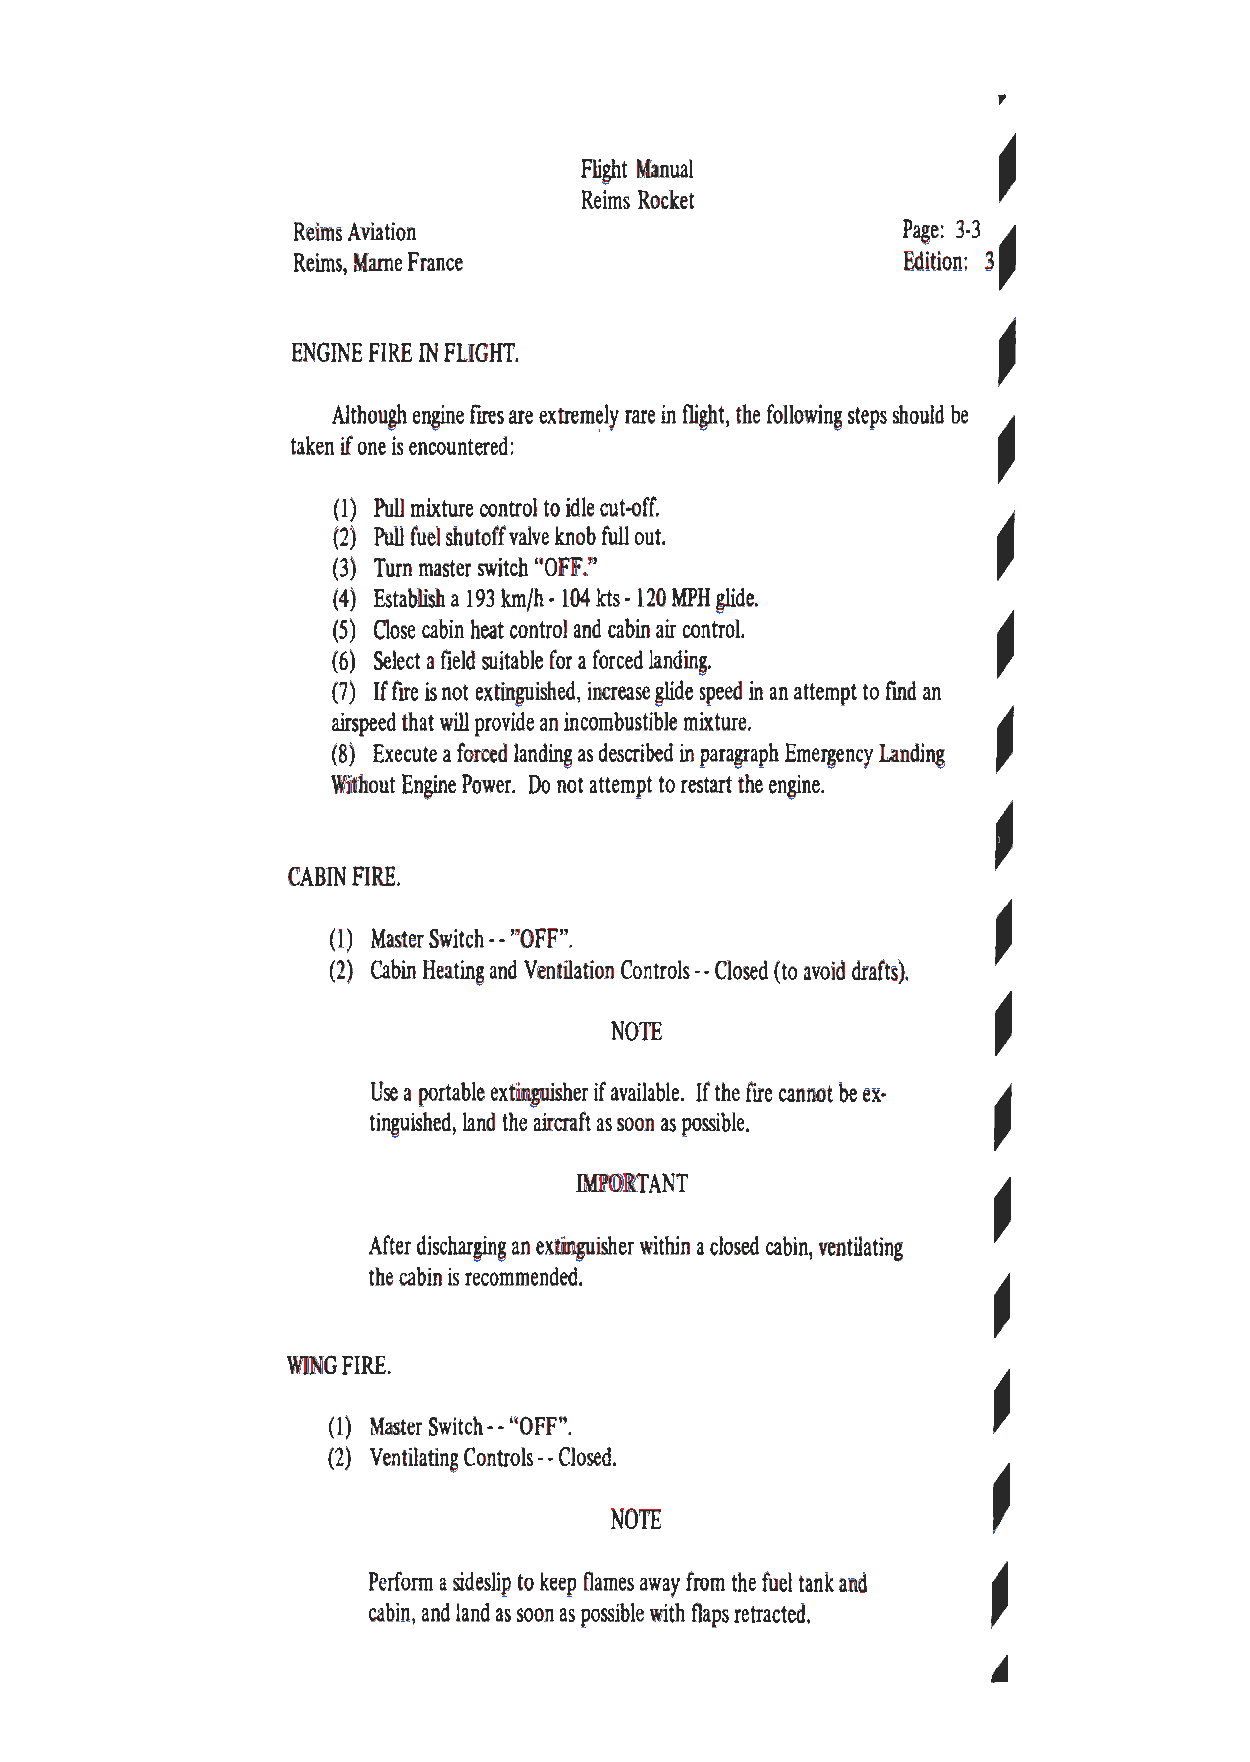 Flight Manual
Reims Rocket
Reims Aviation
Page: 3-3
Reims, Marne France
Edition: 3
ENGINE FIRE IN FLIGHT.
Although engine fires are extremely rare in flight, the following steps should be
taken if one is encountered:
(1) Pull mixture control to idle cut-off.
(2) Pull fuel shutoff valve knob full out.
(3) Turn master switch “OFF.”
(4) Establish a 193 km/h - 104 kts - 120 MPH glide.
(5) Close cabin heat control and cabin air control.
(6) Select a field suitable for a forced landing.
(7) If fire is not extinguished, increase glide speed in an attempt to find an
airspeed that will provide an incombustible mixture.
(8) Execute a forced landing as described in paragraph Emergency Landing
Without Engine Power. Do not attempt to restart the engine.
CABIN FIRE.
(1) Master Switch - - ”OFF”.
(2) Cabin Heating and Ventilation Controls - - Closed (to avoid drafts).
NOTE
Use a portable extinguisher if available. If the fire cannot be ex-
tinguished, land the aircraft as soon as possible.
IMPORTANT
After discharging an extinguisher within a closed cabin, ventilating
the cabin is recommended.
WING FIRE.
(1) Master Switch - - “OFF”.
(2) Ventilating Controls - - Closed.
NOTE
Perform a sideslip to keep flames away from the fuel tank and
cabin, and land as soon as possible with flaps retracted.